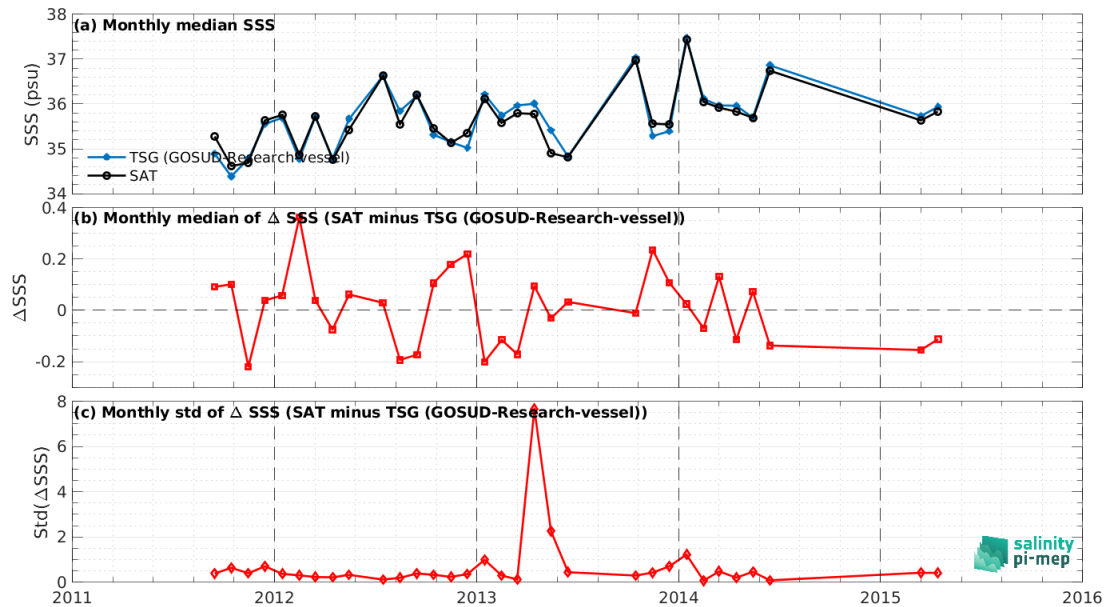 (a) Monthly median SSS
38
37
36
35
34
SSS (psu)
TSG (GOSUD-Research-vessel)
SAT
(b) Monthly median of Δ SSS (SAT minus TSG (GOSUD-Research-vessel))
0.4
0.2
0
-0.2
ΔSSS
(c) Monthly std of Δ SSS (SAT minus TSG (GOSUD-Research-vessel))
8
6
4
2
0
Std(ΔSSS)
salinity
pi-mep
2011 2012 2013 2014 2015 2016